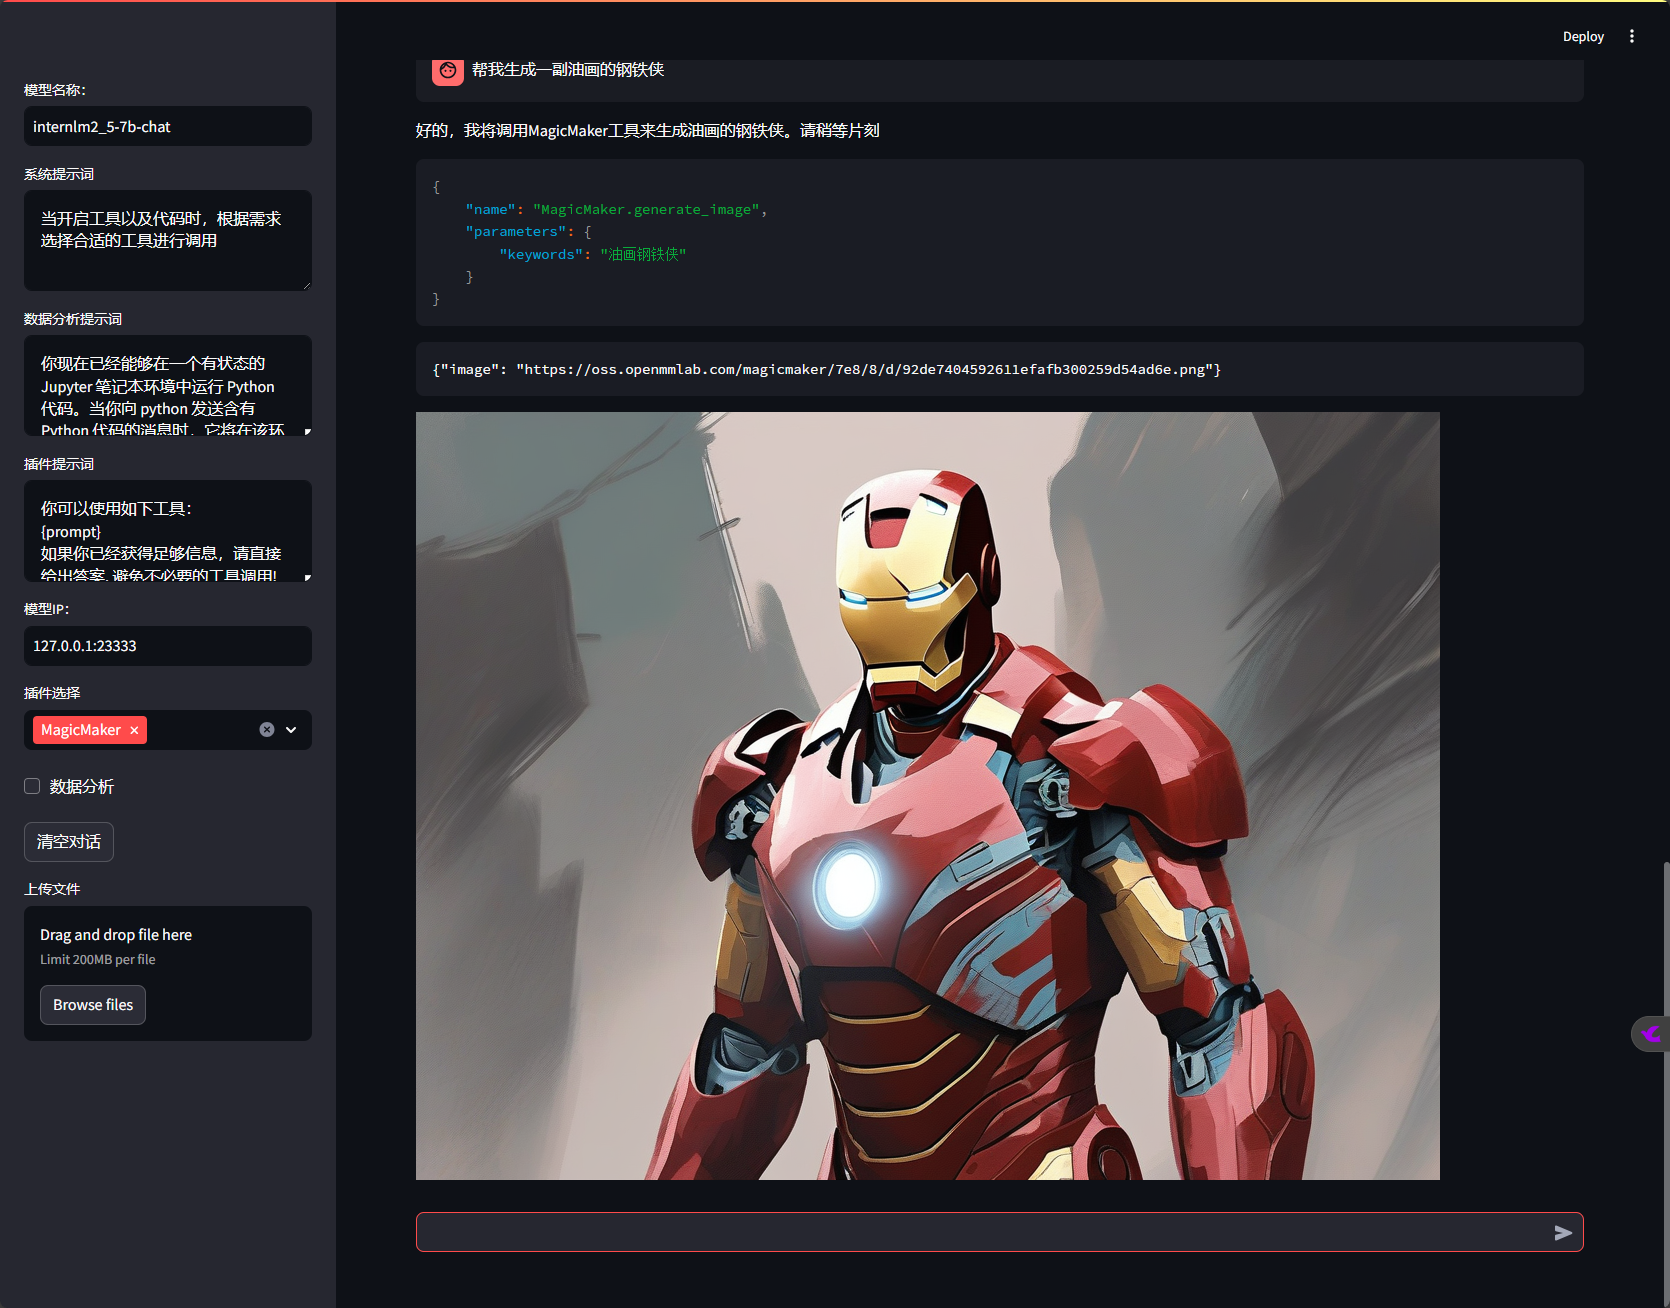 Deploy
模型名称：
internlm2_5-7b-chat
系统提示词
当开启工具以及代码时，根据需求
选择合适的工具进行调用
数据分析提示词
你现在已经能够在一个有状态的
Jupyter 笔记本环境中运行 Python
代码。当你向 python 发送含有
Python 代码的消息时，它将在该环
插件提示词
你可以使用如下工具：
{prompt}
如果你已经获得足够信息，请直接
给出答案. 避免不必要的工具调用!
模型IP：
127.0.0.1:23333
插件选择
MagicMaker
数据分析
清空对话
上传文件
Drag and drop file here
Limit 200MB per file
Browse files
帮我生成一副油画的钢铁侠
好的，我将调用MagicMaker工具来生成油画的钢铁侠。请稍等片刻
{
"name": "MagicMaker.generate_image",
"parameters": {
"keywords": "油画钢铁侠"
}
}
{"image": "https://oss.openmmlab.com/magicmaker/7e8/8/d/92de7404592611efafb300259d54ad6e.png"}